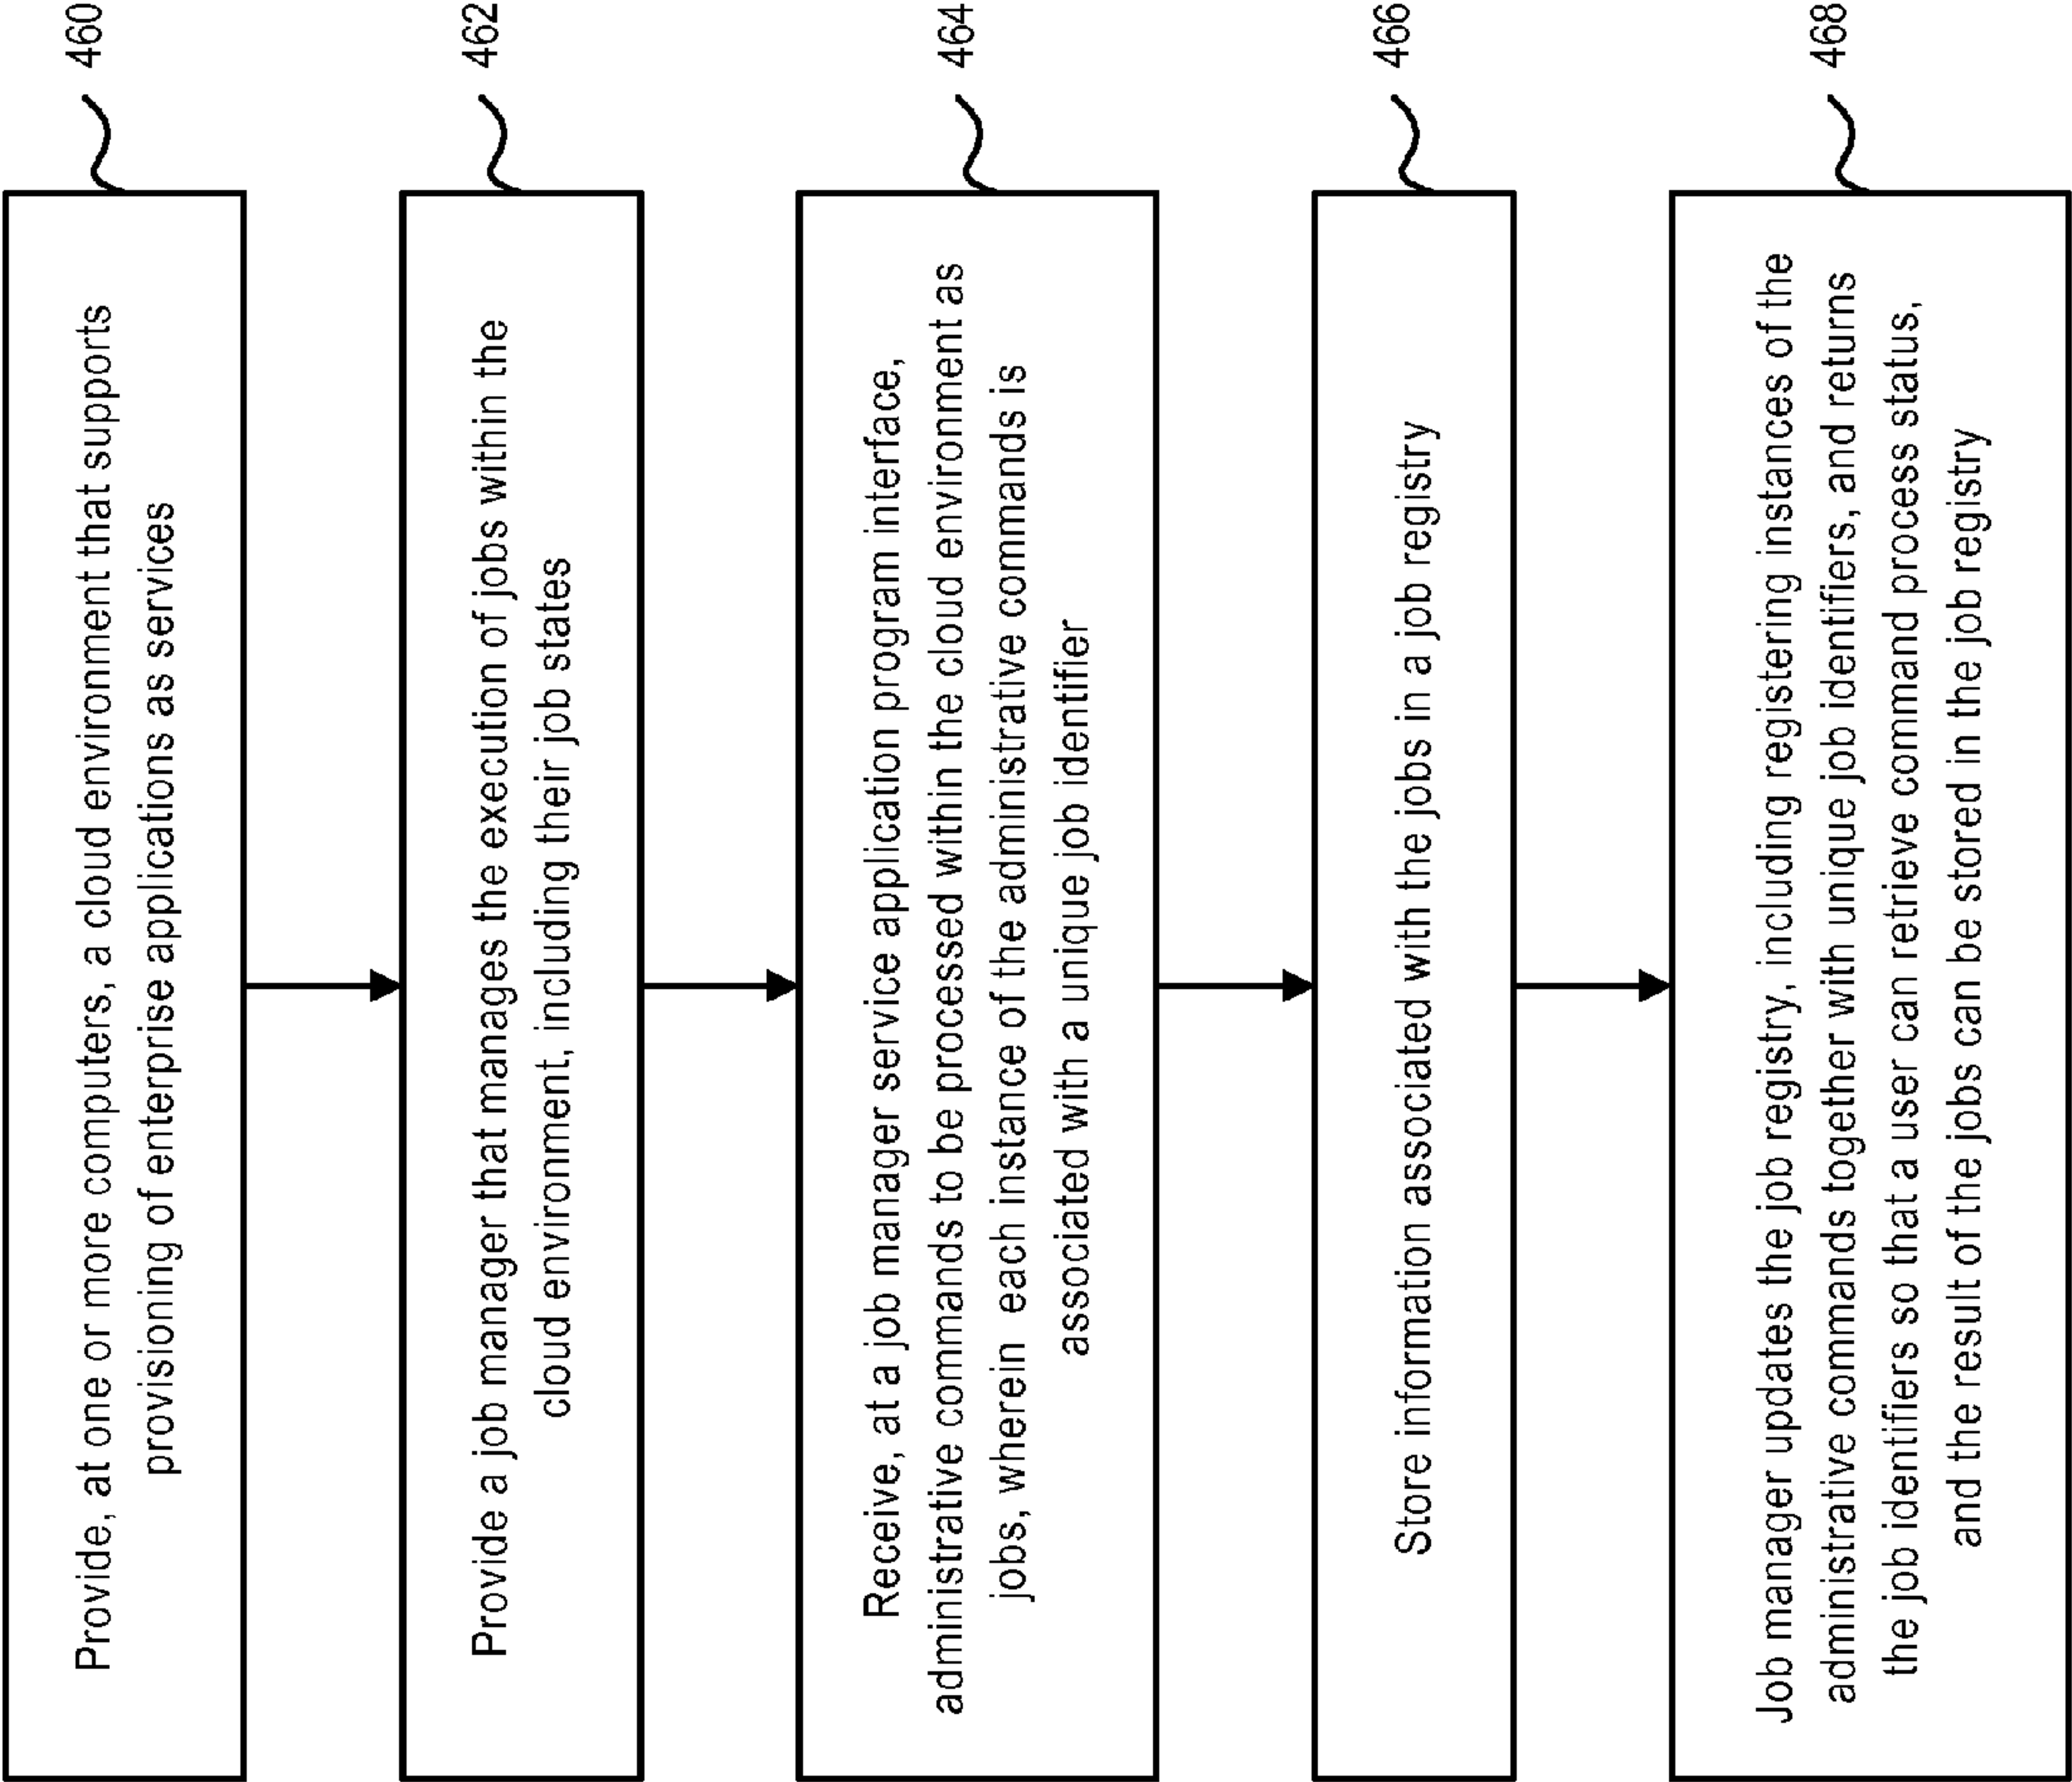 Provide, at one or more computers, a cloud environment that supports
provisioning of enterprise applications as services
460
Provide a job manager that manages the execution of jobs within the
cloud environment, including their job states
462
Receive, at a job manager service application program interface,
administrative commands to be processed within the cloud environment as
jobs, wherein each instance of the administrative commands is
associated with a unique job identifier
464
Store information associated with the jobs in a job registry
466
Job manager updates the job registry, including registering instances of the
administrative commands together with unique job identifiers, and returns
the job identifiers so that a user can retrieve command process status,
and the result of the jobs can be stored in the job registry
468